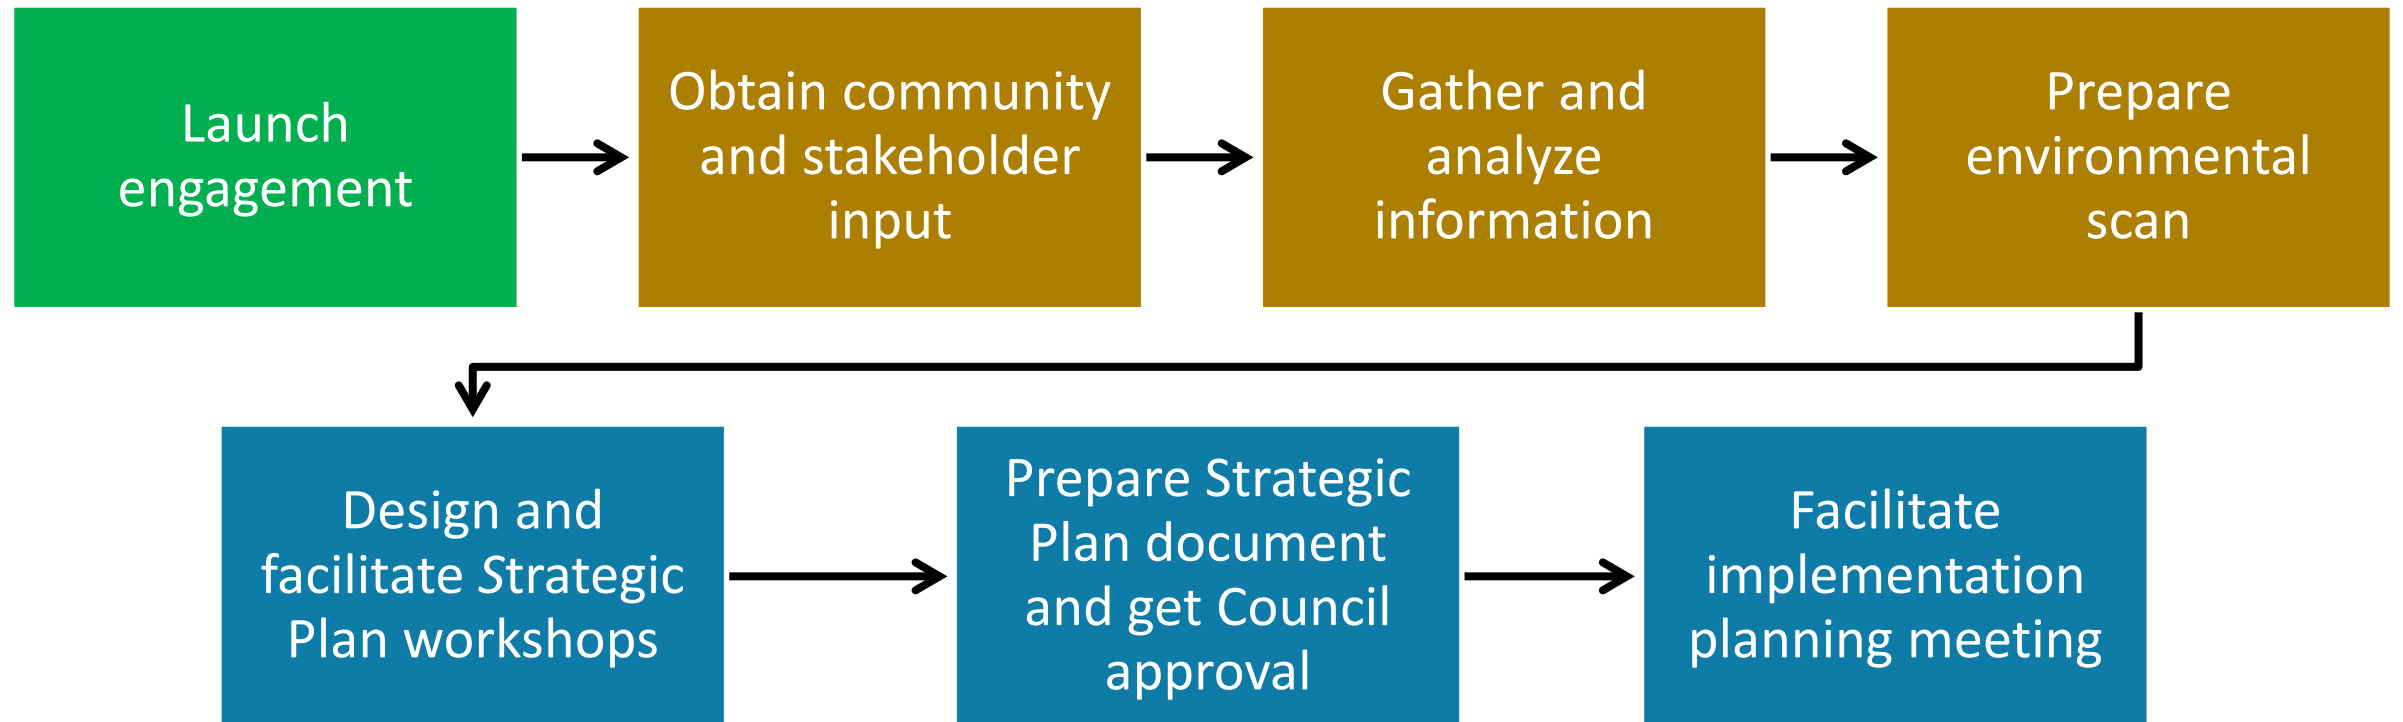 Launch
engagement
Obtain community
and stakeholder
input
Gather and
analyze
information
Prepare
environmental
scan
Design and
facilitate Strategic
Plan workshops
Prepare Strategic
Plan document
and get Council
approval
Facilitate
implementation
planning meeting